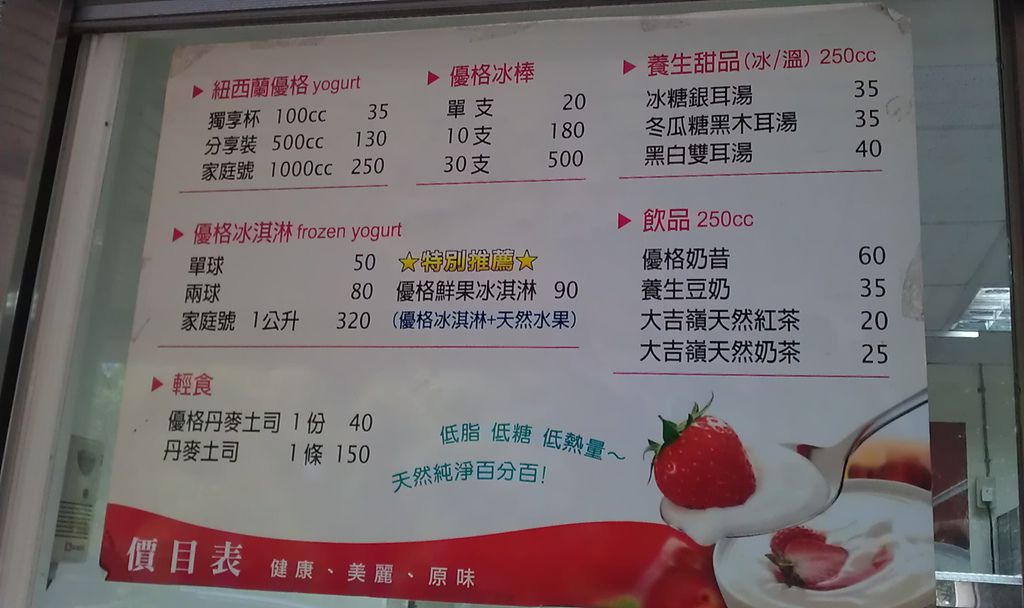 ▶ 紐西蘭優格 yogurt
獨享杯 100cc 35
分享裝 500cc 130
家庭號 1000cc 250
▶ 優格冰棒
單支 20
10支 180
30支 500
▶ 養生甜品(冰/溫) 250cc
冰糖銀耳湯 35
冬瓜糖黑木耳湯 35
黑白雙耳湯 40
▶ 優格冰淇淋 frozen yogurt
單球 50
兩球 80
家庭號 1公升 320
★特別推薦★
優格鮮果冰淇淋 90
(優格冰淇淋+天然水果)
▶ 飲品 250cc
優格奶昔 60
養生豆奶 35
大吉嶺天然紅茶 20
大吉嶺天然奶茶 25
▶ 輕食
優格丹麥土司 1份 40
丹麥土司 1條 150
低脂 低糖 低熱量～
天然純淨百分百!
價目表 健康、美麗、原味